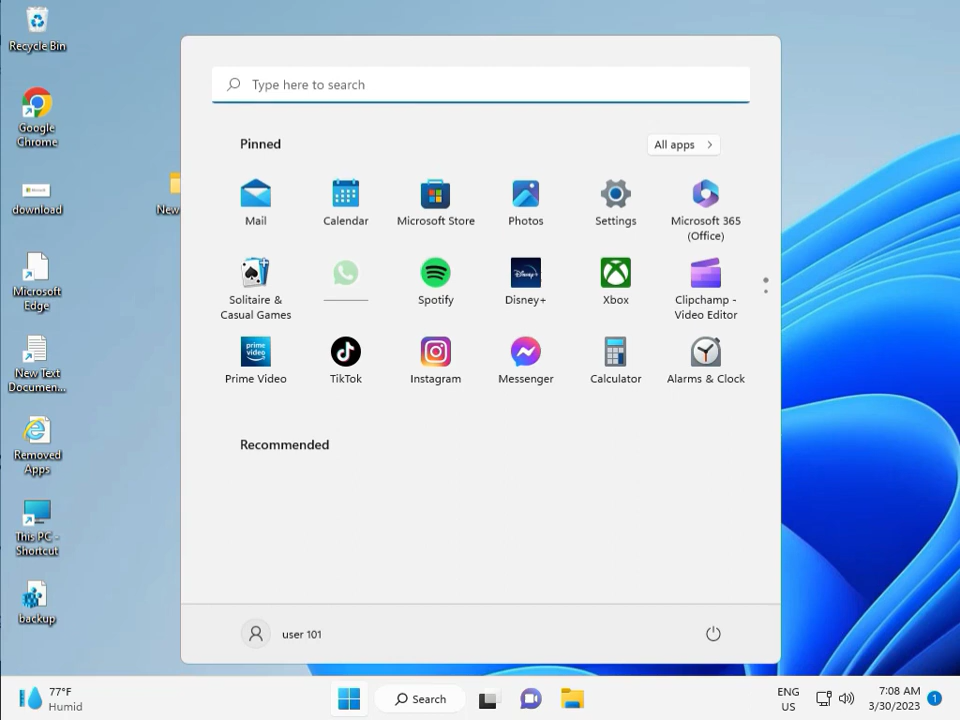 Recycle Bin
Google
Chrome
download
New
Microsoft
Edge
New Text
Documen...
Removed
Apps
This PC -
Shortcut
backup
Type here to search
Pinned
All apps
Mail
Calendar
Microsoft Store
Photos
Settings
Microsoft 365
(Office)
Solitaire &
Casual Games
Spotify
Disney+
Disney+
Xbox
Clipchamp -
Video Editor
prime
video
Prime Video
TikTok
Instagram
Messenger
Calculator
Alarms & Clock
Recommended
user 101
77°F
Humid
Search
ENG
US
7:08 AM
3/30/2023
1